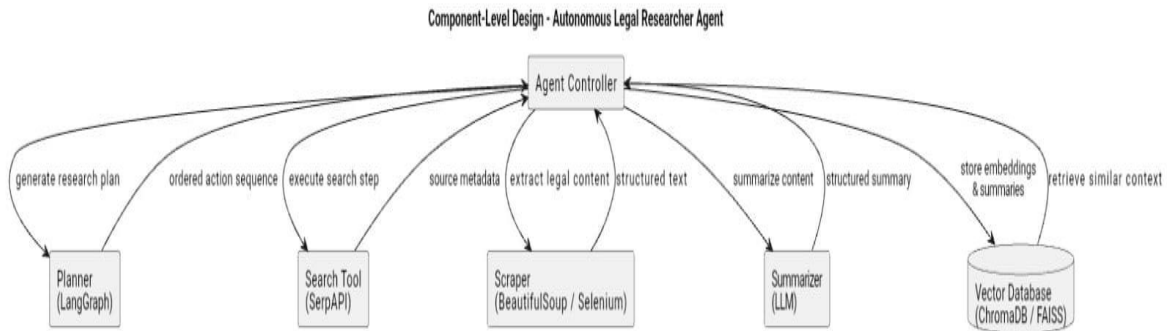 Component-Level Design - Autonomous Legal Researcher Agent
Agent Controller
generate research plan
ordered action sequence
execute search step
source metadata
extract legal content
structured text
summarize content
structured summary
store embeddings
& summaries
retrieve similar context
Planner
(LangGraph)
Search Tool
(SerpAPI)
Scraper
(BeautifulSoup / Selenium)
Summarizer
(LLM)
Vector Database
(ChromaDB / FAISS)